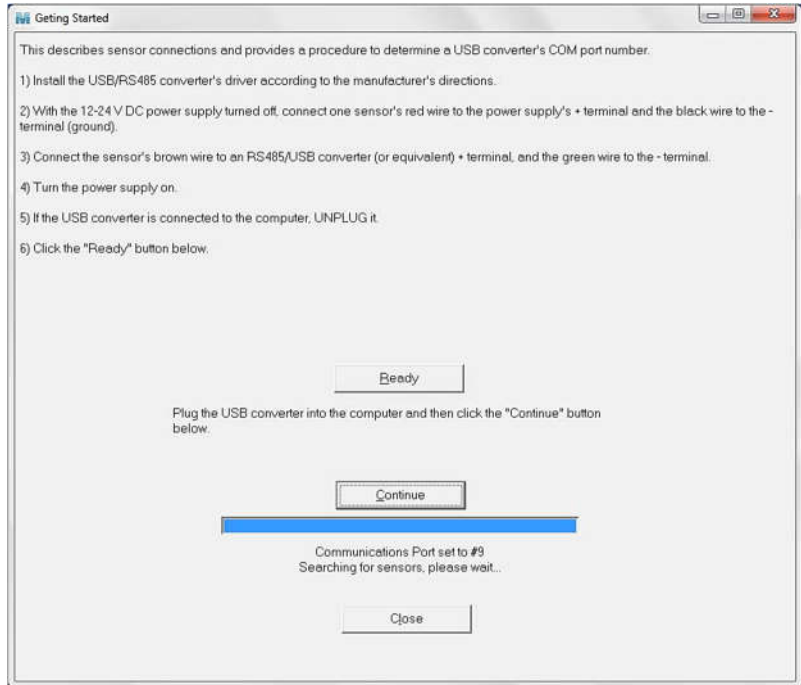 Geting Started
This describes sensor connections and provides a procedure to determine a USB converter's COM port number.
1) Install the USB/RS485 converter's driver according to the manufacturer's directions.
2) With the 12-24 V DC power supply turned off, connect one sensor's red wire to the power supply's + terminal and the black wire to the -
terminal (ground).
3) Connect the sensor's brown wire to an RS485/USB converter (or equivalent) + terminal, and the green wire to the - terminal.
4) Turn the power supply on.
5) If the USB converter is connected to the computer, UNPLUG it.
6) Click the "Ready" button below.
Ready
Plug the USB converter into the computer and then click the "Continue" button
below.
Continue
Communications Port set to #9
Searching for sensors, please wait...
Close